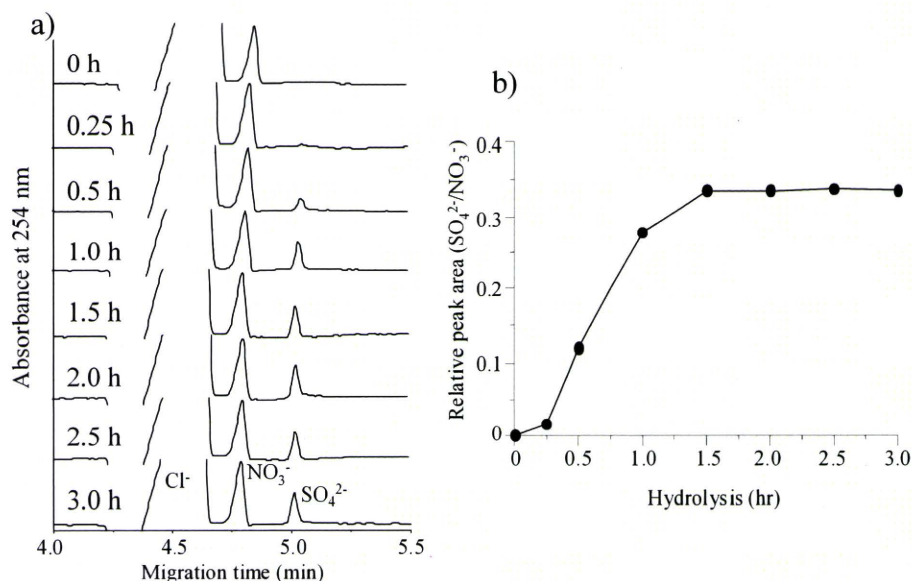 a)
0 h
0.25 h
0.5 h
1.0 h
1.5 h
2.0 h
2.5 h
3.0 h
Cl⁻
NO₃⁻
SO₄²⁻
Absorbance at 254 nm
4.0 4.5 5.0 5.5
Migration time (min)
b)
Relative peak area (SO₄²⁻/NO₃⁻)
0.4
0.3
0.2
0.1
0
0 0.5 1.0 1.5 2.0 2.5 3.0
Hydrolysis (hr)